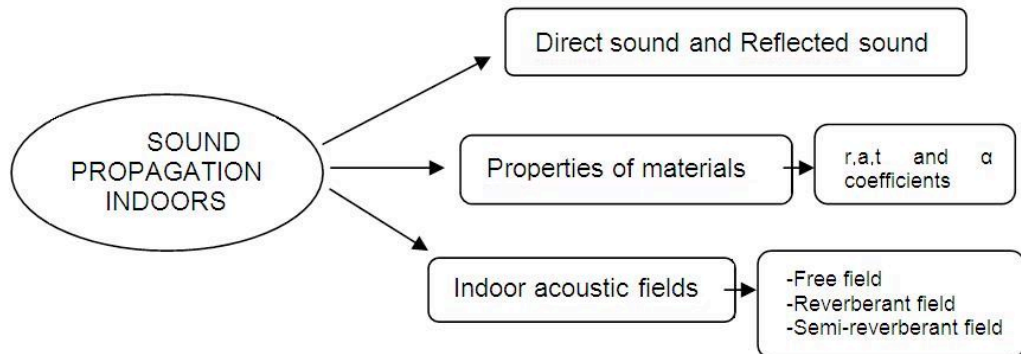 SOUND
PROPAGATION
INDOORS
Direct sound and Reflected sound
Properties of materials
r,a,t and α
coefficients
Indoor acoustic fields
-Free field
-Reverberant field
-Semi-reverberant field